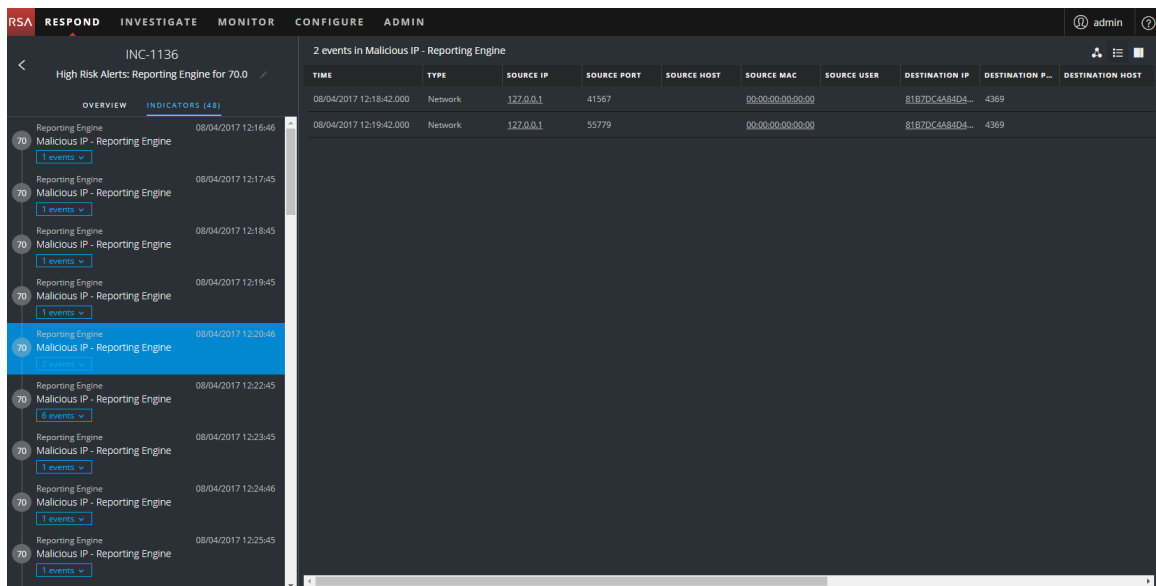 RSA RESPOND INVESTIGATE MONITOR CONFIGURE ADMIN admin ?
INC-1136
High Risk Alerts: Reporting Engine for 70.0
OVERVIEW INDICATORS (48)
Reporting Engine 08/04/2017 12:16:46
70 Malicious IP - Reporting Engine
1 events
Reporting Engine 08/04/2017 12:17:45
70 Malicious IP - Reporting Engine
1 events
Reporting Engine 08/04/2017 12:18:45
70 Malicious IP - Reporting Engine
1 events
Reporting Engine 08/04/2017 12:19:45
70 Malicious IP - Reporting Engine
1 events
Reporting Engine 08/04/2017 12:20:46
70 Malicious IP - Reporting Engine
2 events
Reporting Engine 08/04/2017 12:22:45
70 Malicious IP - Reporting Engine
6 events
Reporting Engine 08/04/2017 12:23:45
70 Malicious IP - Reporting Engine
1 events
Reporting Engine 08/04/2017 12:24:46
70 Malicious IP - Reporting Engine
1 events
Reporting Engine 08/04/2017 12:25:45
70 Malicious IP - Reporting Engine
1 events
2 events in Malicious IP - Reporting Engine
TIME TYPE SOURCE IP SOURCE PORT SOURCE HOST SOURCE MAC SOURCE USER DESTINATION IP DESTINATION P... DESTINATION HOST
08/04/2017 12:18:42.000 Network 127.0.0.1 41567 00:00:00:00:00:00 81B7DC4A84D4... 4369
08/04/2017 12:19:42.000 Network 127.0.0.1 55779 00:00:00:00:00:00 81B7DC4A84D4... 4369